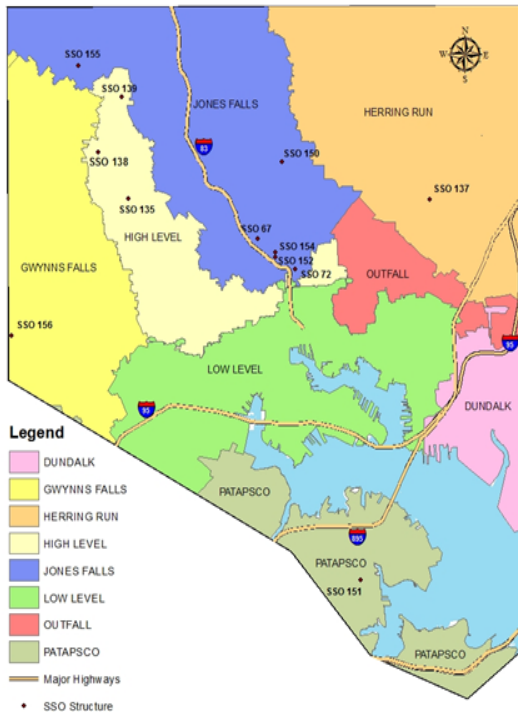 SSO 155
N
W E
S
SSO 139
JONES FALLS
HERRING RUN
83
SSO 138
SSO 150
SSO 135
SSO 137
HIGH LEVEL
SSO 67
SSO 154
SSO 152
SSO 72
OUTFALL
GWYNNS FALLS
SSO 156
95
LOW LEVEL
DUNDALK
95
Legend
DUNDALK
GWYNNS FALLS
HERRING RUN
HIGH LEVEL
JONES FALLS
LOW LEVEL
OUTFALL
PATAPSCO
Major Highways
SSO Structure
PATAPSCO
895
PATAPSCO
SSO 151
PATAPSCO